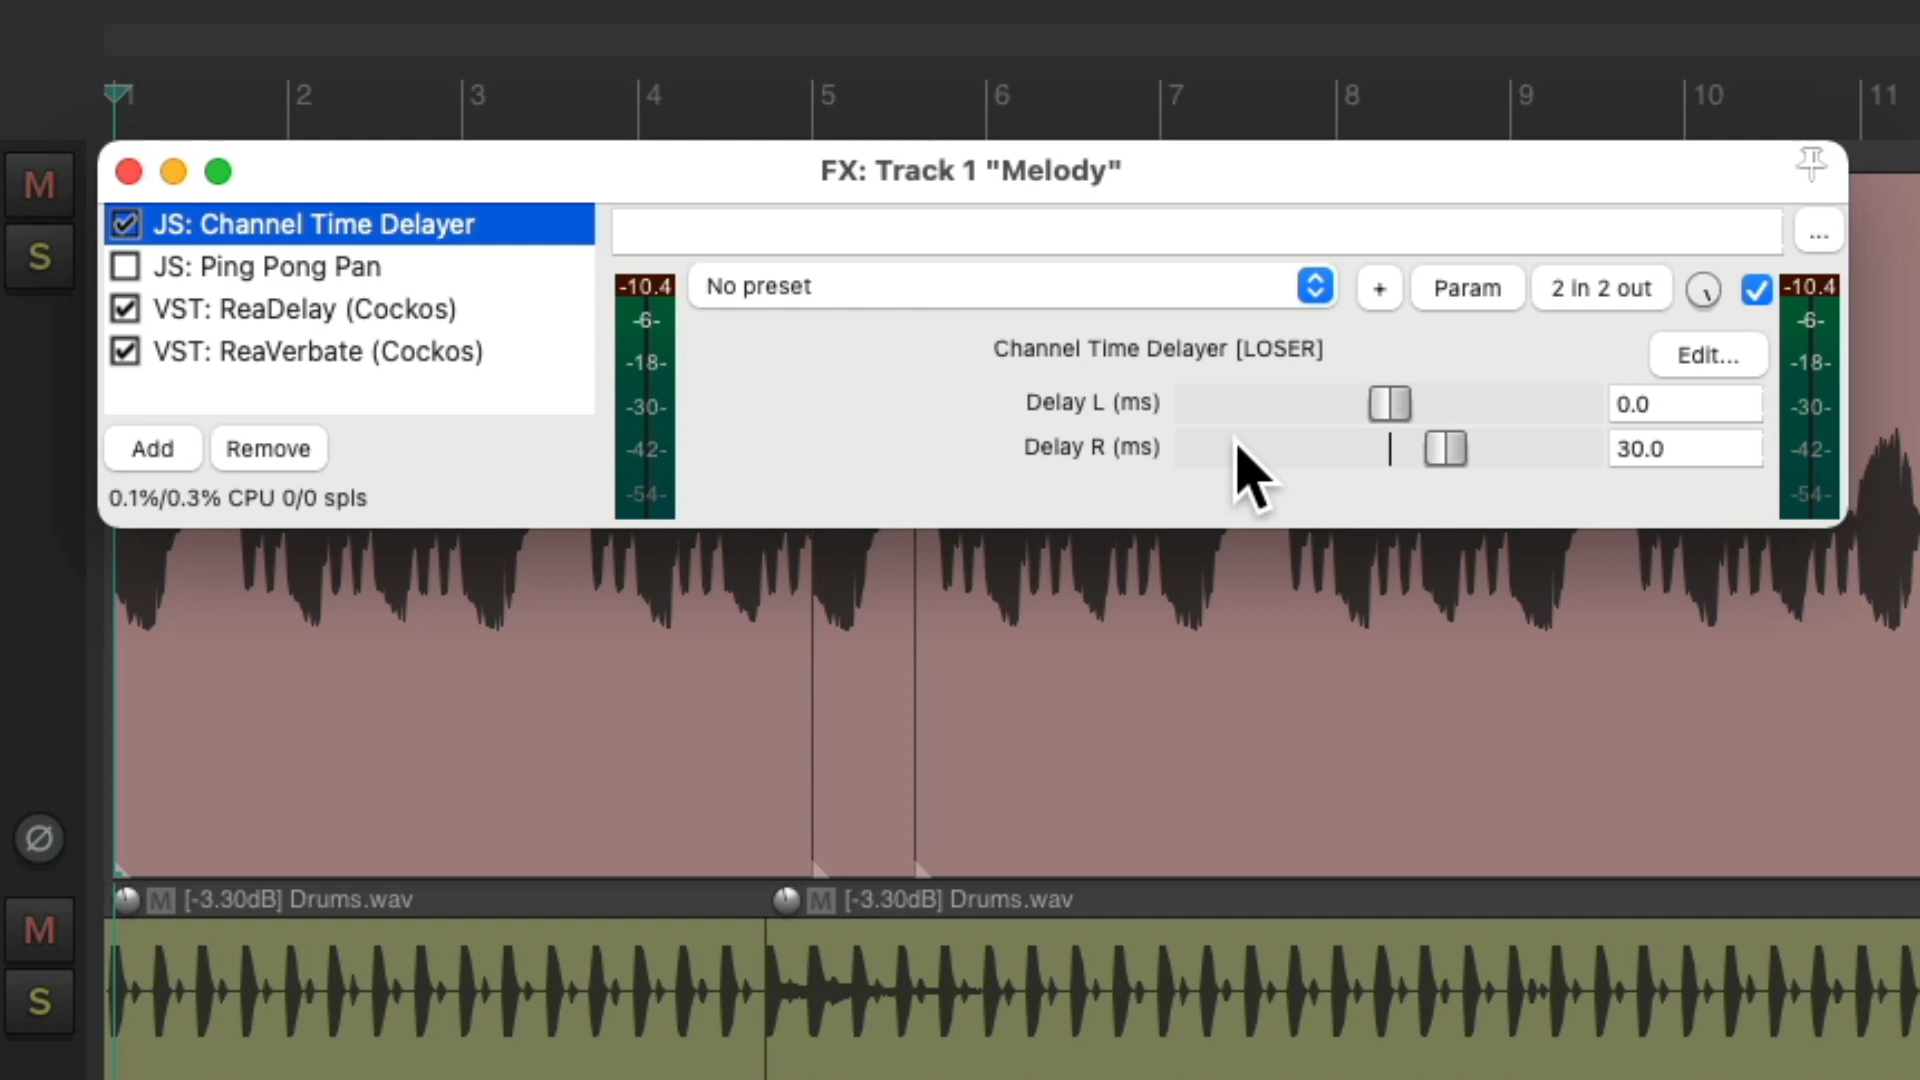 1 2 3 4 5 6 7 8 9 10 11
M
S
FX: Track 1 "Melody"
JS: Channel Time Delayer
JS: Ping Pong Pan
VST: ReaDelay (Cockos)
VST: ReaVerbate (Cockos)
Add Remove
0.1%/0.3% CPU 0/0 spls
...
-10.4
-6-
-18-
-30-
-42-
-54-
No preset
+ Param 2 in 2 out
Channel Time Delayer [LOSER]
Edit...
Delay L (ms) 0.0
Delay R (ms) 30.0
-10.4
-6-
-18-
-30-
-42-
-54-
M [-3.30dB] Drums.wav M [-3.30dB] Drums.wav
M
S